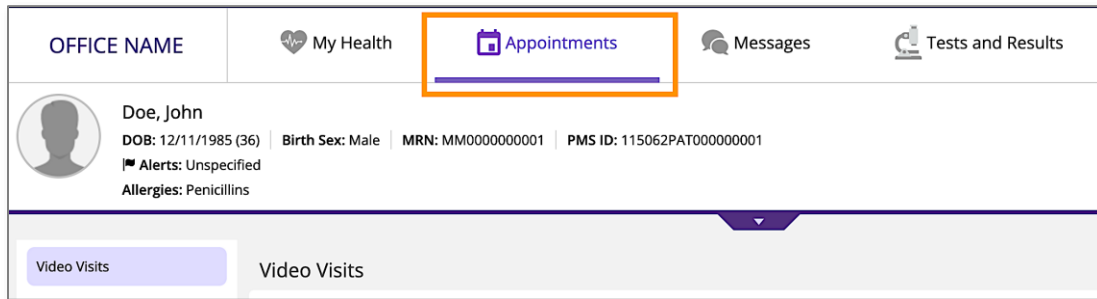 OFFICE NAME
My Health
Appointments
Messages
Tests and Results
Doe, John
DOB: 12/11/1985 (36) Birth Sex: Male MRN: MM0000000001 PMS ID: 115062PAT000000001
Alerts: Unspecified
Allergies: Penicillins
Video Visits
Video Visits